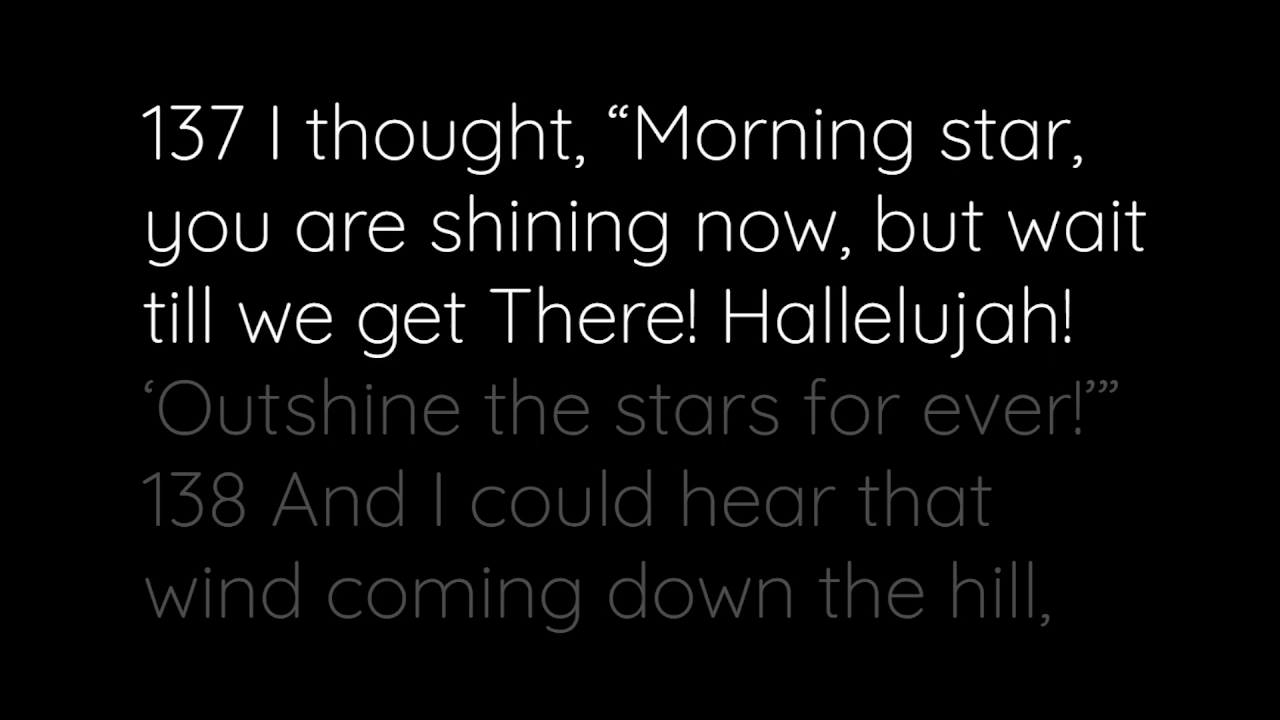 137 I thought, “Morning star,
you are shining now, but wait
till we get There! Hallelujah!
‘Outshine the stars for ever!’”
138 And I could hear that
wind coming down the hill,